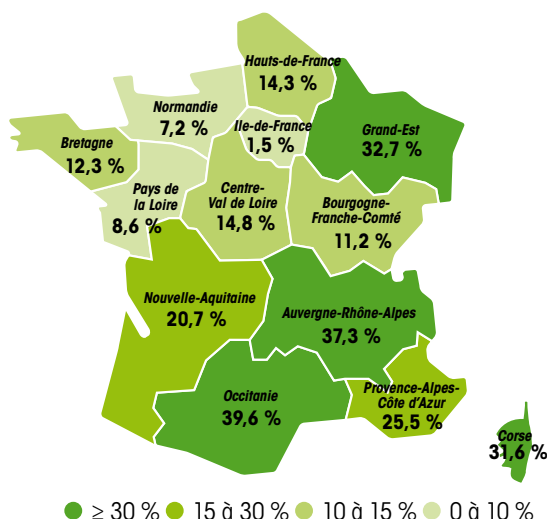 Hauts-de-France
14,3 %
Normandie
7,2 %
Ile-de-France
1,5 %
Grand-Est
32,7 %
Bretagne
12,3 %
Pays de
la Loire
8,6 %
Centre-
Val de Loire
14,8 %
Bourgogne-
Franche-Comté
11,2 %
Nouvelle-Aquitaine
20,7 %
Auvergne-Rhône-Alpes
37,3 %
Occitanie
39,6 %
Provence-Alpes-
Côte d'Azur
25,5 %
Corse
31,6 %
≥ 30 % 15 à 30 % 10 à 15 % 0 à 10 %